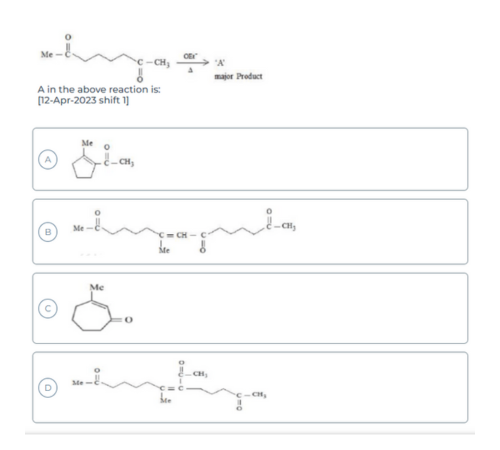 O
Me – C
C – CH₃
O
OEt⁻
Δ
'A'
major Product
A in the above reaction is:
[12-Apr-2023 shift 1]
A
Me
O
C – CH₃
B
O
Me – C
C = CH – C
Me
O
O
C – CH₃
C
Me
= O
D
O
Me – C
O
C – CH₃
C = C
Me
C – CH₃
O